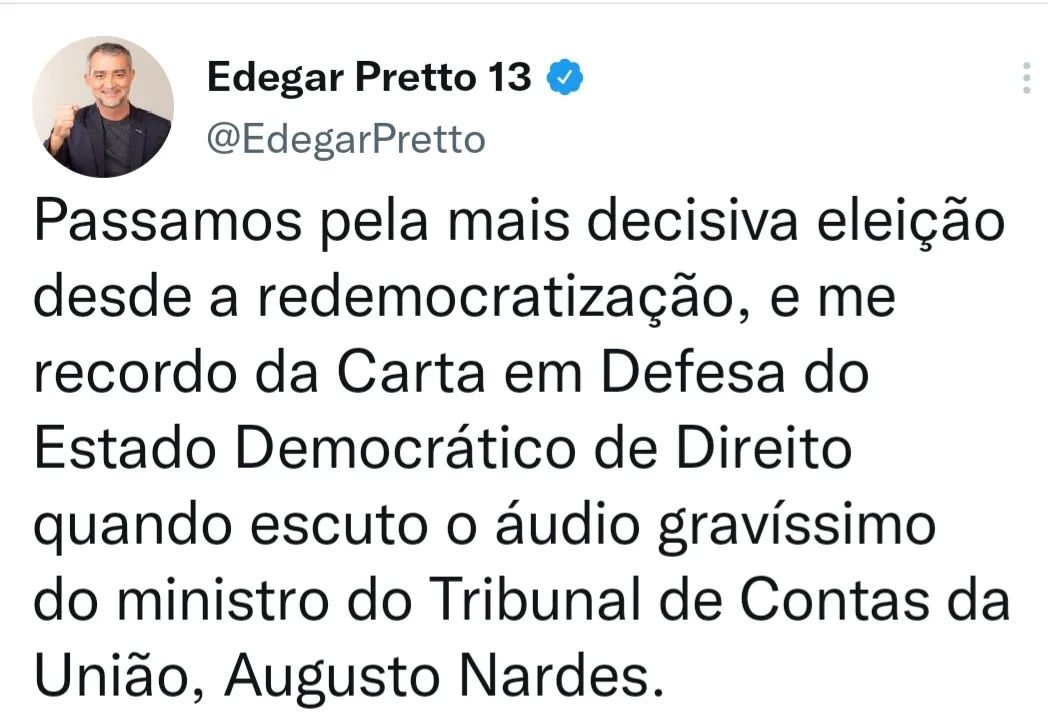 Edegar Pretto 13
@EdegarPretto
Passamos pela mais decisiva eleição
desde a redemocratização, e me
recordo da Carta em Defesa do
Estado Democrático de Direito
quando escuto o áudio gravíssimo
do ministro do Tribunal de Contas da
União, Augusto Nardes.